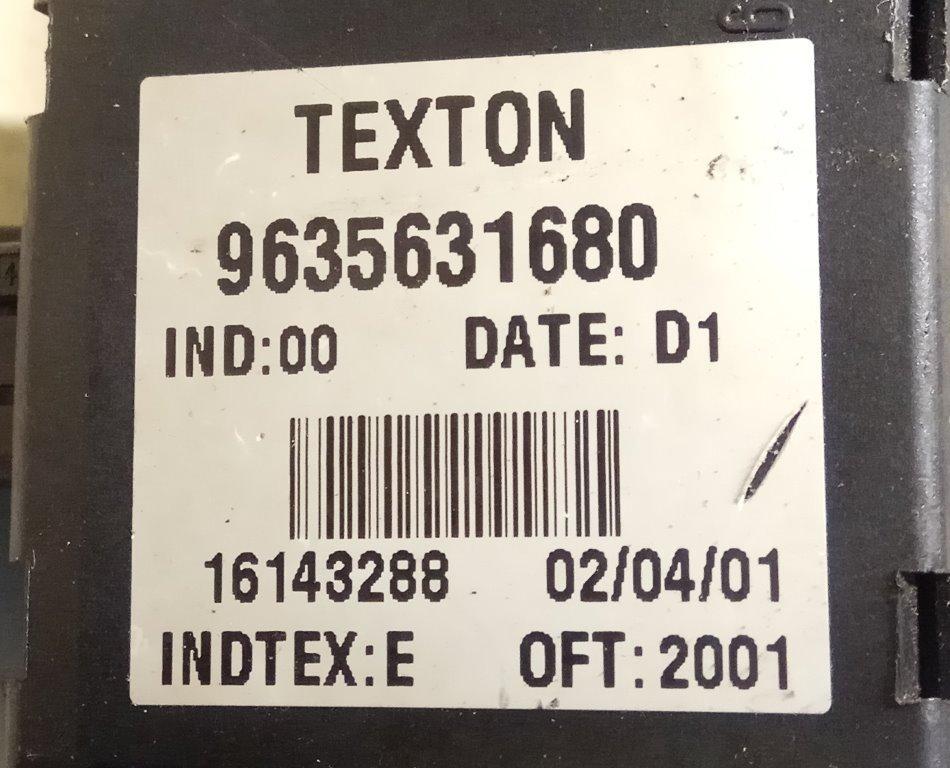 TEXTON
9635631680
IND:00 DATE: D1
16143288 02/04/01
INDTEX:E OFT:2001